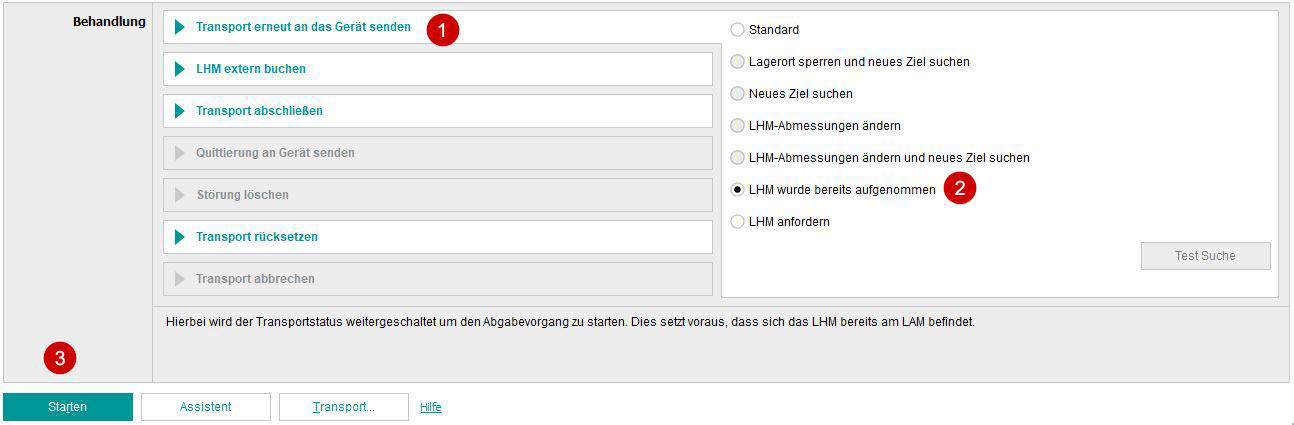 Behandlung
Transport erneut an das Gerät senden
1
LHM extern buchen
Transport abschließen
Quittierung an Gerät senden
Störung löschen
Transport rücksetzen
Transport abbrechen
Standard
Lagerort sperren und neues Ziel suchen
Neues Ziel suchen
LHM-Abmessungen ändern
LHM-Abmessungen ändern und neues Ziel suchen
LHM wurde bereits aufgenommen
2
LHM anfordern
Test Suche
Hierbei wird der Transportstatus weitergeschaltet um den Abgabevorgang zu starten. Dies setzt voraus, dass sich das LHM bereits am LAM befindet.
3
Starten
Assistent
Transport...
Hilfe